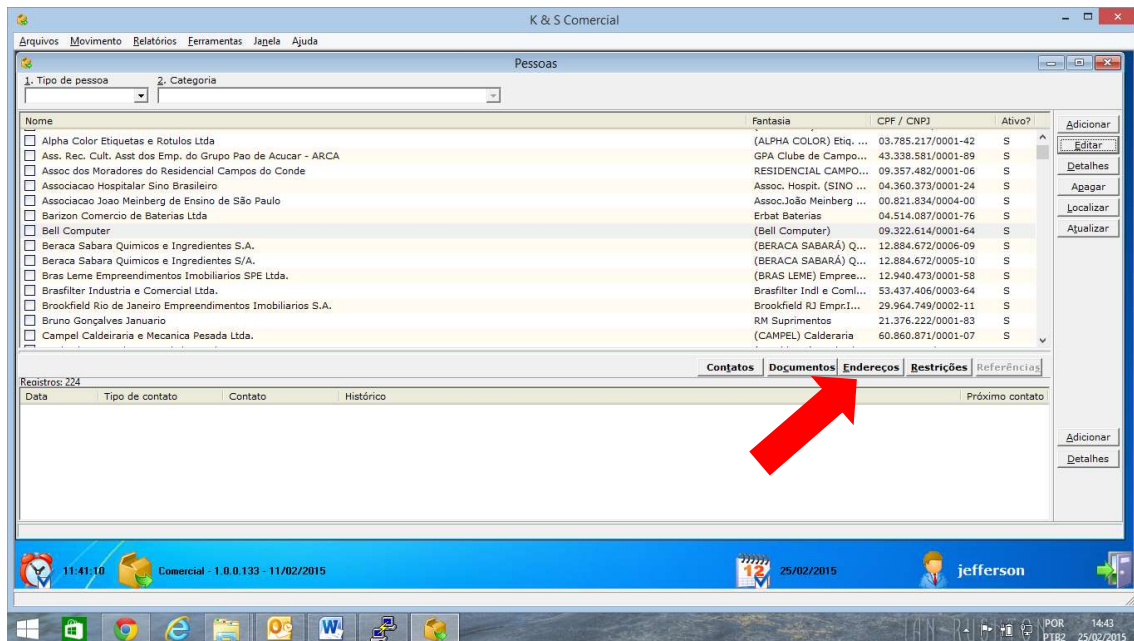 K & S Comercial
Arquivos Movimento Relatórios Ferramentas Janela Ajuda
Pessoas
1. Tipo de pessoa 2. Categoria
Nome Fantasia CPF / CNPJ Ativo?
Adicionar
Alpha Color Etiquetas e Rotulos Ltda (ALPHA COLOR) Etiq. ... 03.785.217/0001-42 S
Editar
Ass. Rec. Cult. Asst dos Emp. do Grupo Pao de Acucar - ARCA GPA Clube de Campo... 43.338.581/0001-89 S
Assoc dos Moradores do Residencial Campos do Conde RESIDENCIAL CAMPO... 09.357.482/0001-06 S
Detalhes
Associacao Hospitalar Sino Brasileiro Assoc. Hospit. (SINO ... 04.360.373/0001-24 S
Apagar
Associacao Joao Meinberg de Ensino de São Paulo Assoc.João Meinberg ... 00.821.834/0004-00 S
Localizar
Barizon Comercio de Baterias Ltda Erbat Baterias 04.514.087/0001-76 S
Bell Computer (Bell Computer) 09.322.614/0001-64 S
Atualizar
Beraca Sabara Quimicos e Ingredientes S.A. (BERACA SABARÁ) Q... 12.884.672/0006-09 S
Beraca Sabara Quimicos e Ingredientes S/A. (BERACA SABARÁ) Q... 12.884.672/0005-10 S
Bras Leme Empreendimentos Imobiliarios SPE Ltda. (BRAS LEME) Empree... 12.940.473/0001-58 S
Brasfilter Industria e Comercial Ltda. Brasfilter Indl e Coml... 53.437.406/0003-64 S
Brookfield Rio de Janeiro Empreendimentos Imobiliarios S.A. Brookfield RJ Empr.I... 29.964.749/0002-11 S
Bruno Gonçalves Januario RM Suprimentos 21.376.222/0001-83 S
Campel Caldeiraria e Mecanica Pesada Ltda. (CAMPEL) Calderaria 60.860.871/0001-07 S
Contatos Documentos Endereços Restrições Referências
Registros: 224
Data Tipo de contato Contato Histórico Próximo contato
Adicionar
Detalhes
11:41:10 Comercial - 1.0.0.133 - 11/02/2015 12 25/02/2015 jefferson
POR 14:43
PTB2 25/02/2015